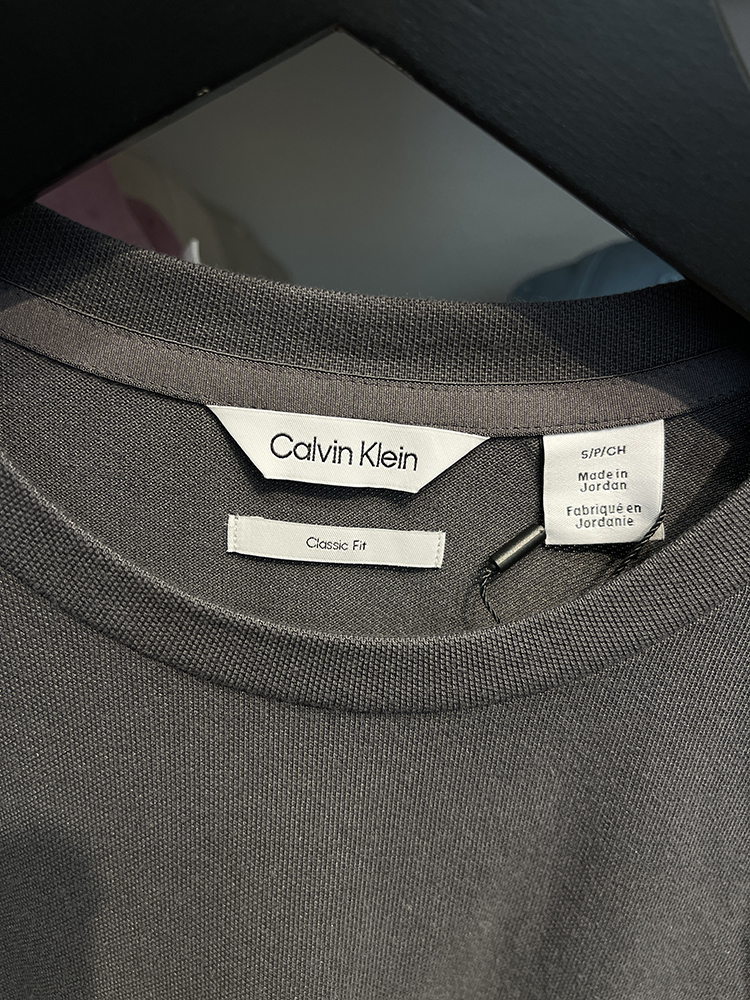 Calvin Klein
Classic Fit
S/P/CH
Made in
Jordan
Fabriqué en
Jordanie